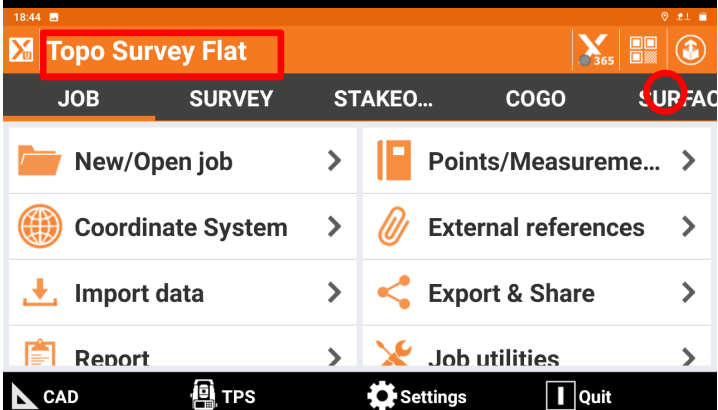 18:44
Topo Survey Flat
365
JOB SURVEY STAKEO... COGO SURFAC
New/Open job
Points/Measureme...
Coordinate System
External references
Import data
Export & Share
Report
Job utilities
CAD TPS Settings Quit